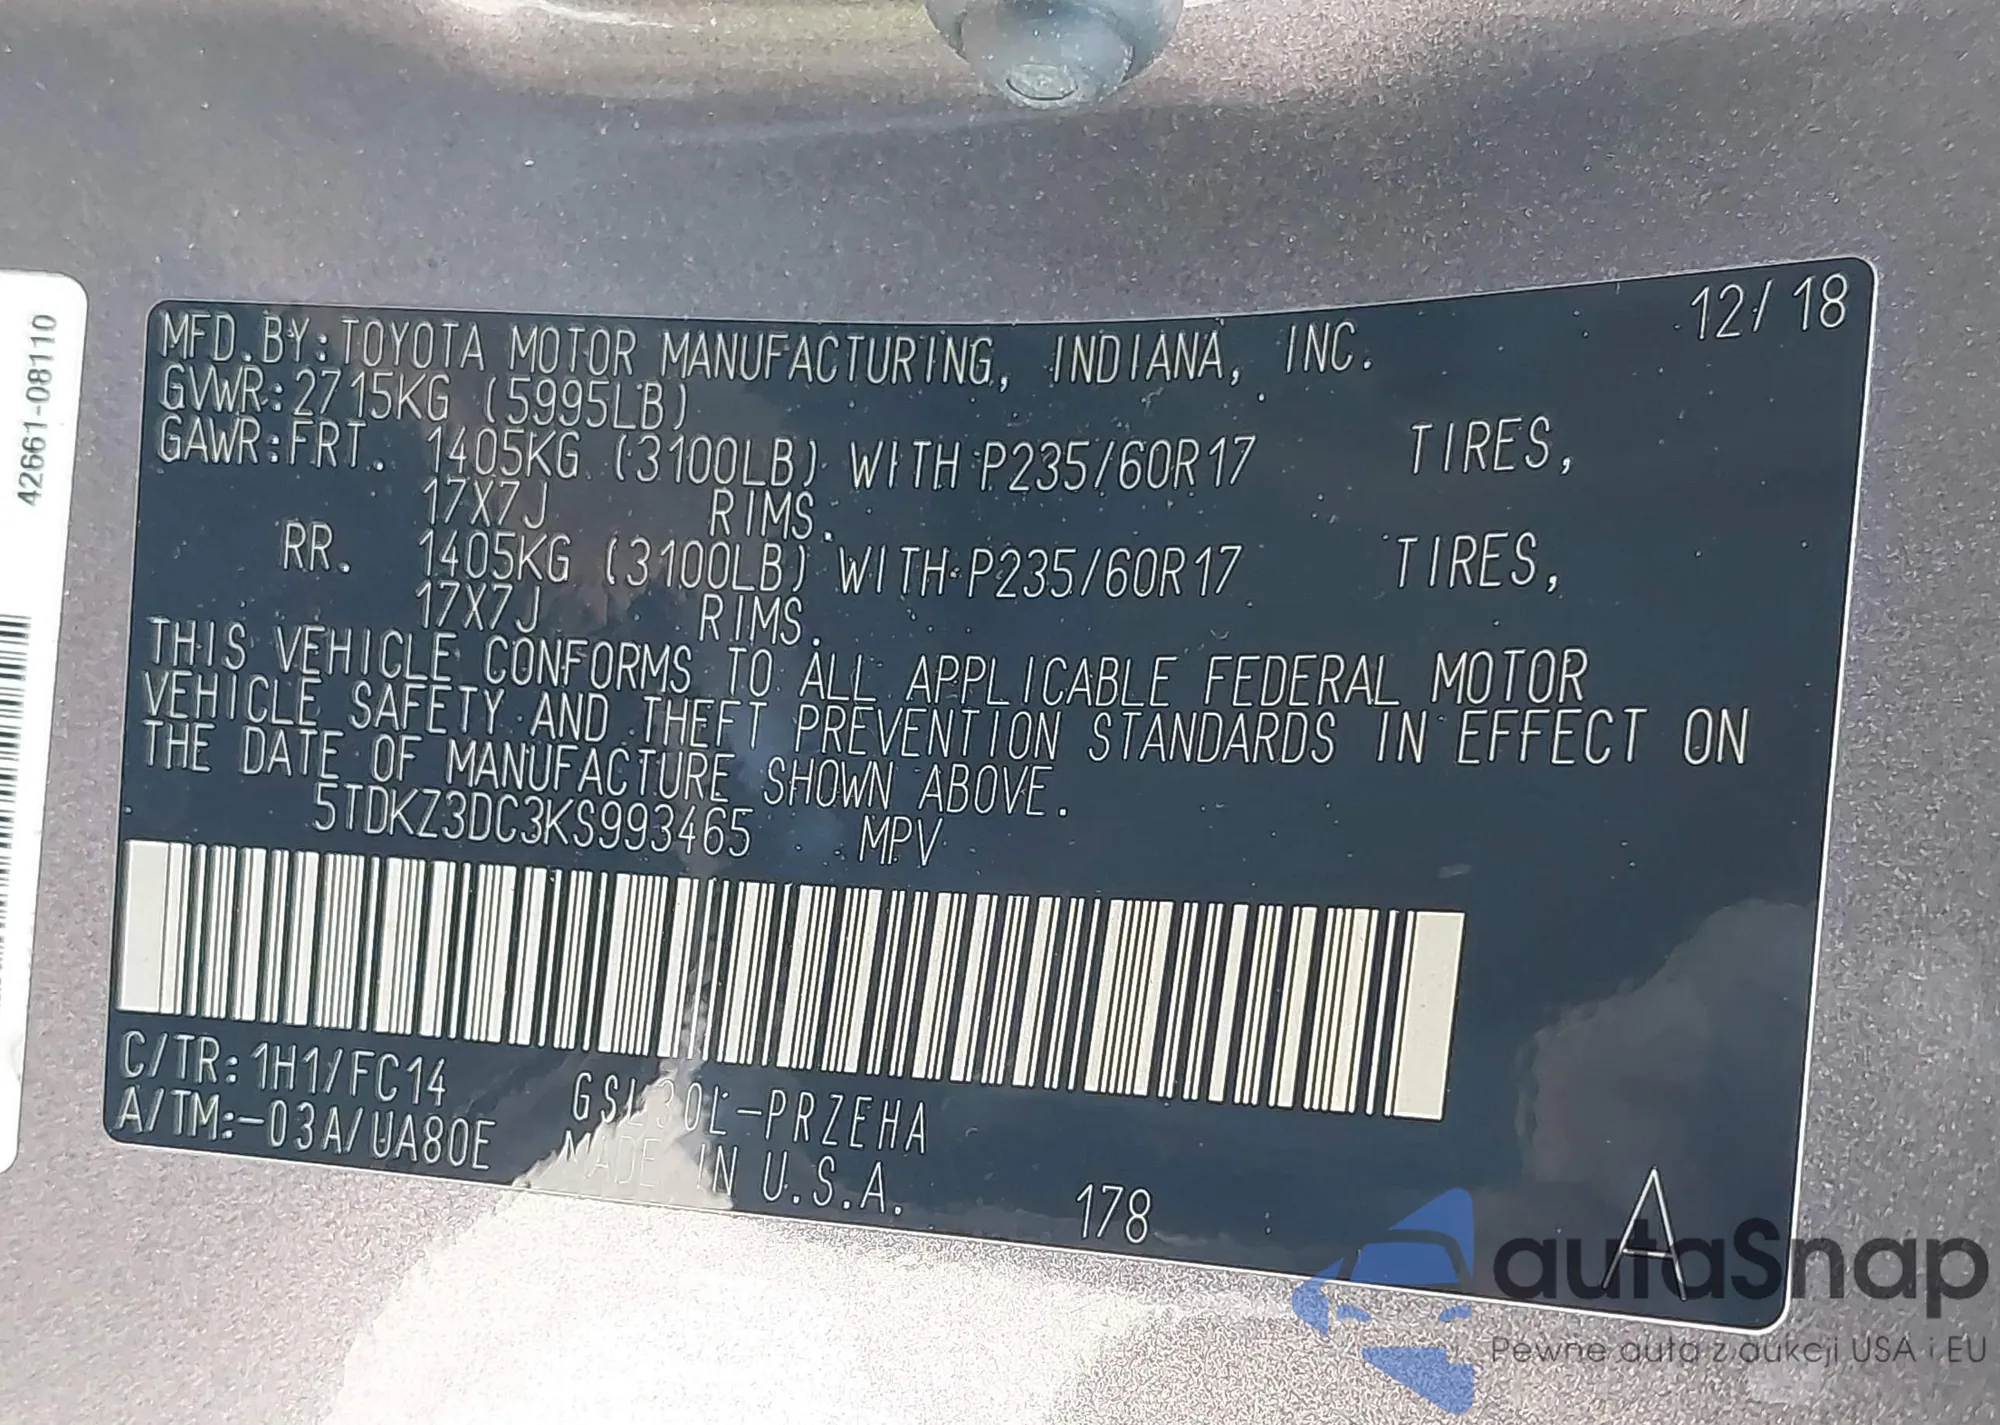 12/18
MFD.BY:TOYOTA MOTOR MANUFACTURING, INDIANA, INC.
GVWR:2715KG (5995LB)
GAWR:FRT. 1405KG (3100LB) WITH P235/60R17 TIRES,
17X7J RIMS.
RR. 1405KG (3100LB) WITH P235/60R17 TIRES,
17X7J RIMS.
THIS VEHICLE CONFORMS TO ALL APPLICABLE FEDERAL MOTOR
VEHICLE SAFETY AND THEFT PREVENTION STANDARDS IN EFFECT ON
THE DATE OF MANUFACTURE SHOWN ABOVE.
5TDKZ3DC3KS993465 MPV
C/TR:1H1/FC14 GSL30L-PRZEHA
A/TM:-03A/UA80E MADE IN U.S.A. 178 A
42661-08110
autaSnap
Pewne auta z aukcji USA i EU